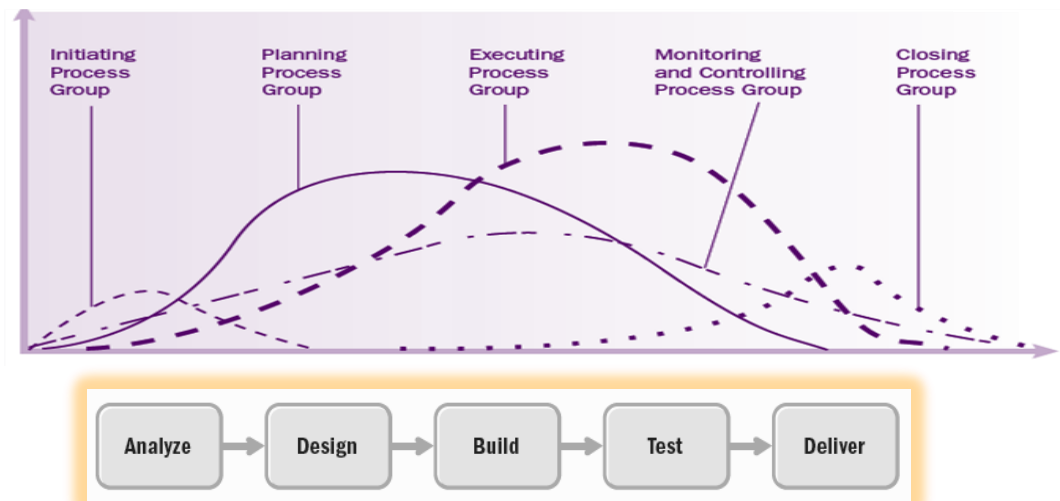 Initiating
Process
Group
Planning
Process
Group
Executing
Process
Group
Monitoring
and Controlling
Process Group
Closing
Process
Group
Analyze
Design
Build
Test
Deliver